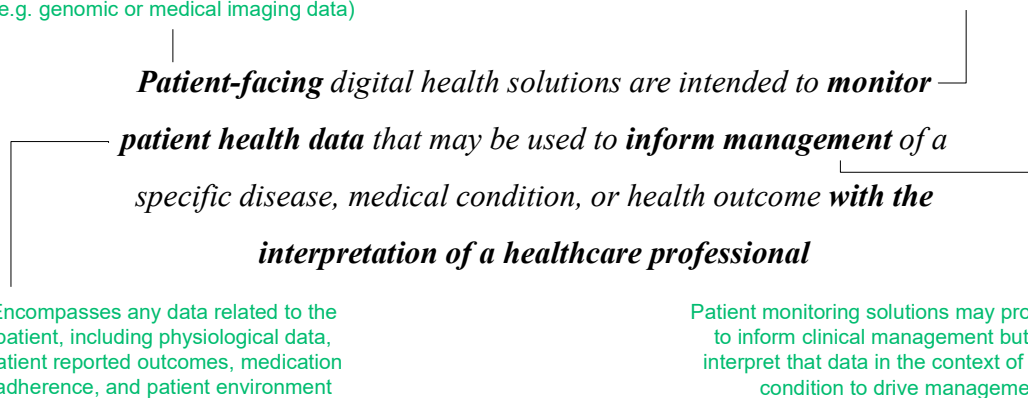 e.g. genomic or medical imaging data)
Patient-facing digital health solutions are intended to monitor
patient health data that may be used to inform management of a
specific disease, medical condition, or health outcome with the
interpretation of a healthcare professional
Encompasses any data related to the
patient, including physiological data,
patient reported outcomes, medication
adherence, and patient environment
Patient monitoring solutions may pro
to inform clinical management but
interpret that data in the context of
condition to drive manageme